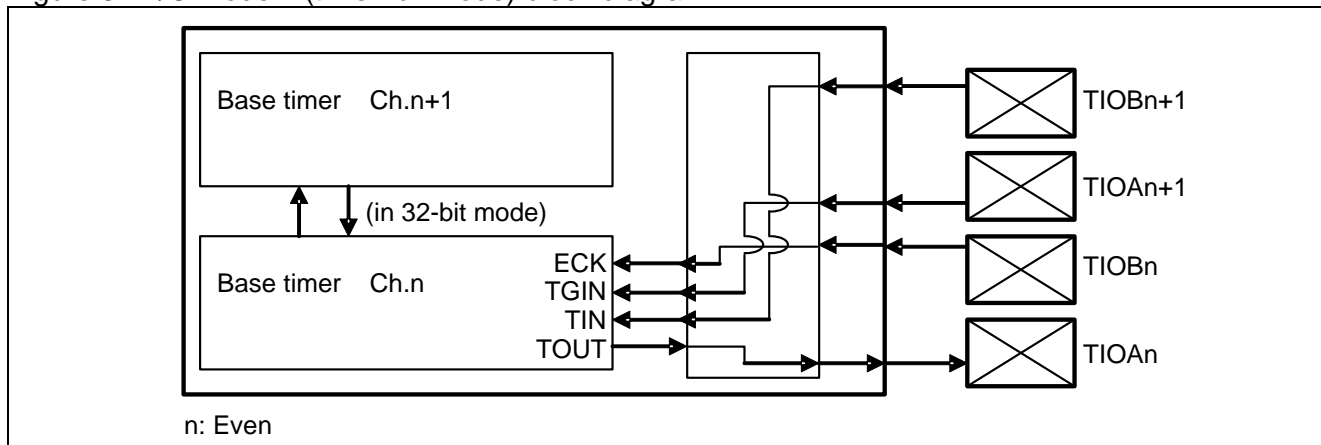 Base timer Ch.n+1
TIOBn+1
TIOAn+1
(in 32-bit mode)
TIOBn
ECK
Base timer Ch.n
TGIN
TIN
TOUT
TIOAn
n: Even